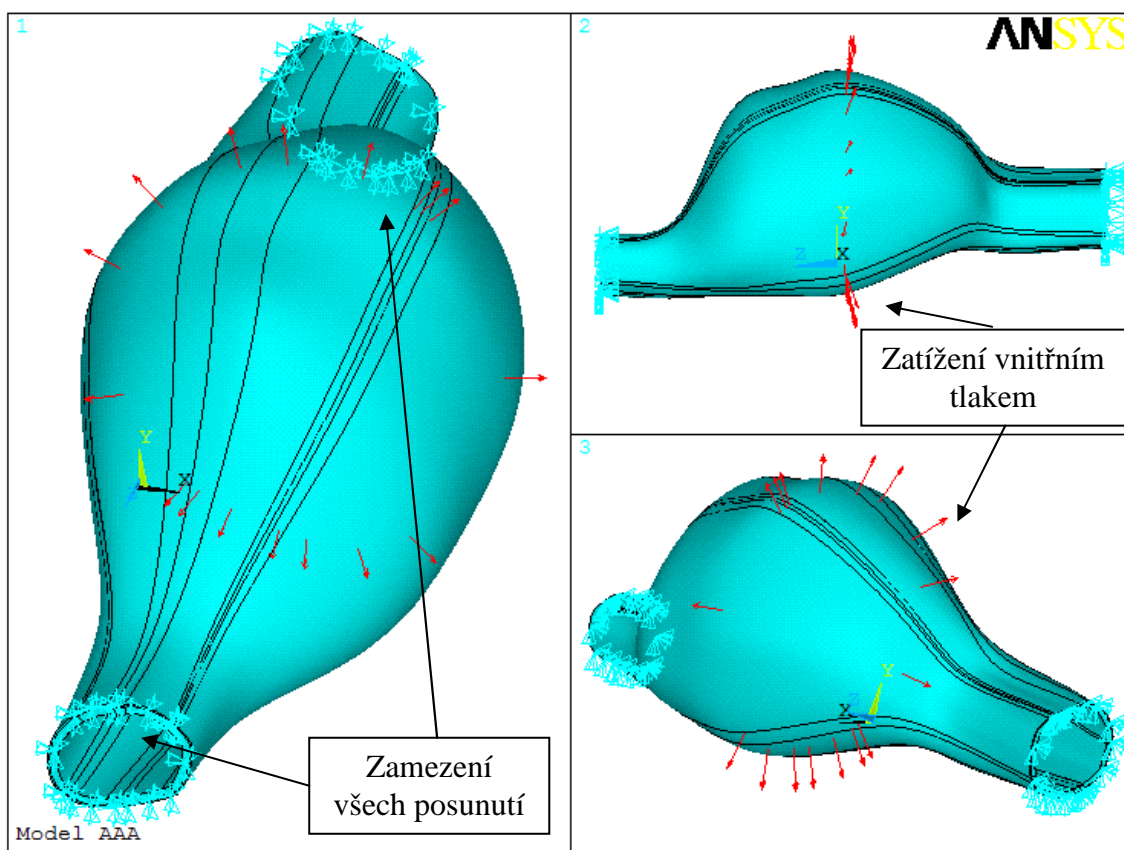 1
Y
X
Zamezení
všech posunutí
Model AAA
2
ANSYS
Y
Z
X
Zatížení vnitřním
tlakem
3
Y
Z
X